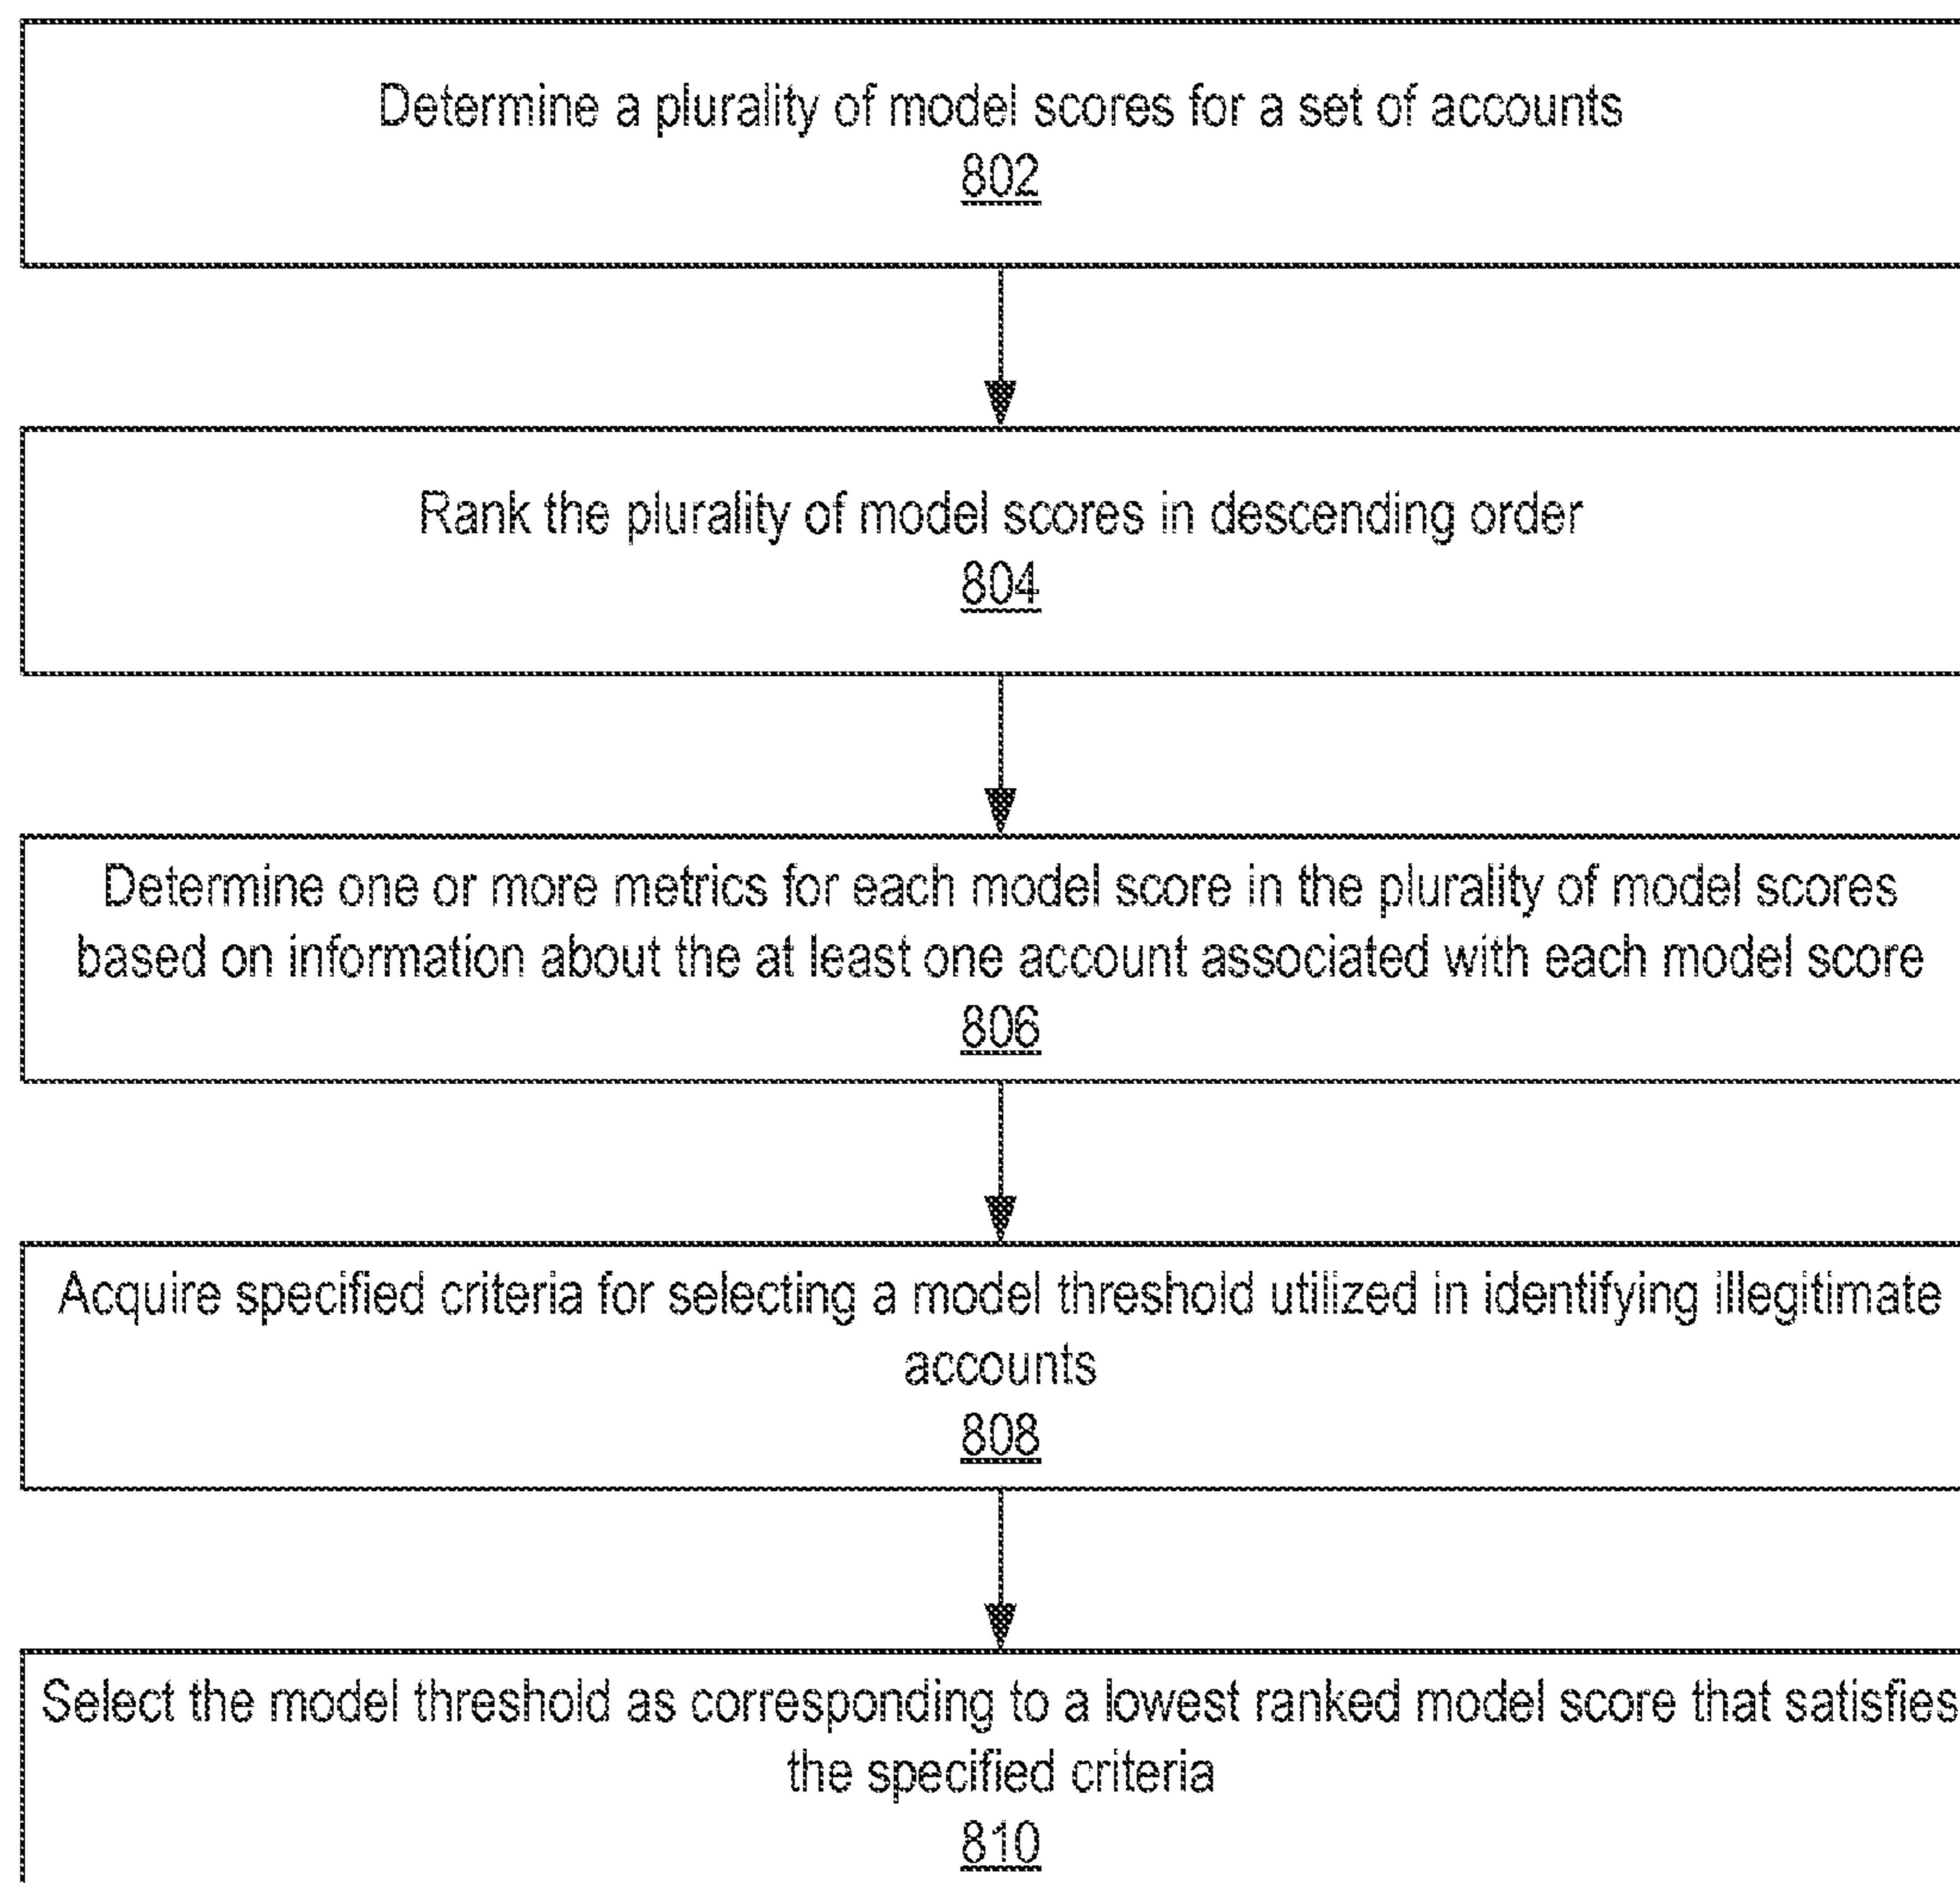 Determine a plurality of model scores for a set of accounts
802
Rank the plurality of model scores in descending order
804
Determine one or more metrics for each model score in the plurality of model scores
based on information about the at least one account associated with each model score
806
Acquire specified criteria for selecting a model threshold utilized in identifying illegitimate
accounts
808
Select the model threshold as corresponding to a lowest ranked model score that satisfies
the specified criteria
810